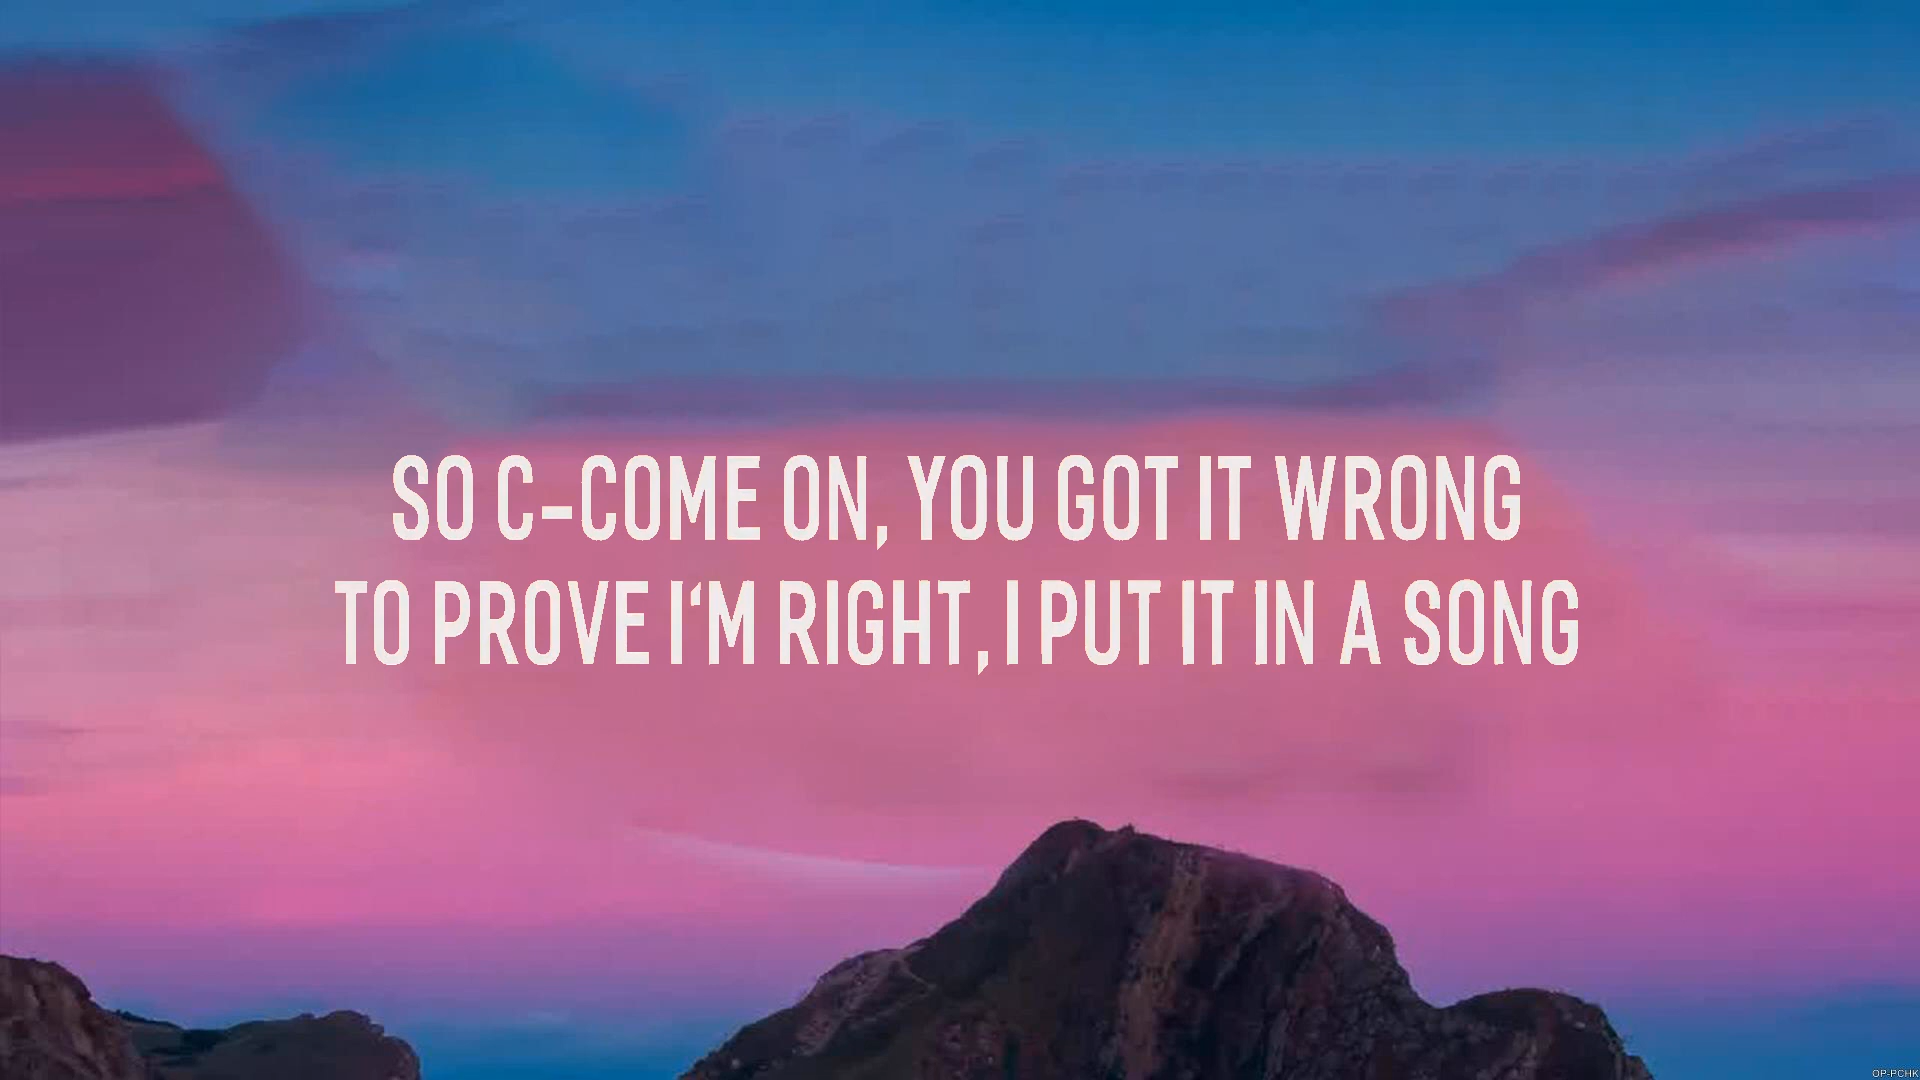 SO C-COME ON, YOU GOT IT WRONG
TO PROVE I‘M RIGHT, I PUT IT IN A SONG
OP-PCHK